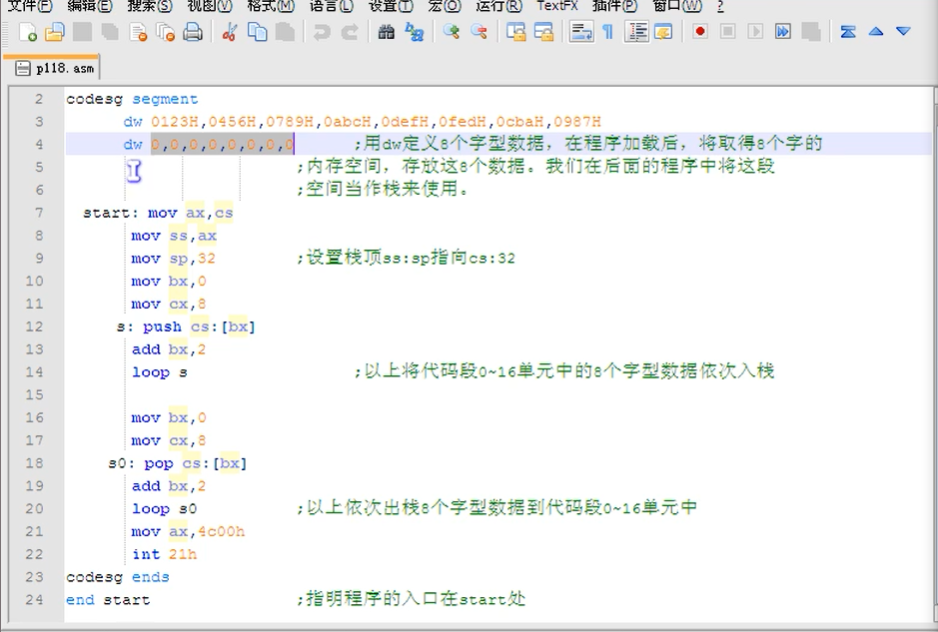 文件(F) 编辑(E) 搜索(S) 视图(V) 格式(M) 语言(L) 设置(T) 宏(O) 运行(R) TextFX 插件(P) 窗口(W) ?
p118.asm
2 codesg segment
3 dw 0123H,0456H,0789H,0abcH,0defH,0fedH,0cbaH,0987H
4 dw 0,0,0,0,0,0,0,0 ;用dw定义8个字型数据，在程序加载后，将取得8个字的
5 ;内存空间，存放这8个数据。我们在后面的程序中将这段
6 ;空间当作栈来使用。
7 start: mov ax,cs
8 mov ss,ax
9 mov sp,32 ;设置栈顶ss:sp指向cs:32
10 mov bx,0
11 mov cx,8
12 s: push cs:[bx]
13 add bx,2
14 loop s ;以上将代码段0~16单元中的8个字型数据依次入栈
15
16 mov bx,0
17 mov cx,8
18 s0: pop cs:[bx]
19 add bx,2
20 loop s0 ;以上依次出栈8个字型数据到代码段0~16单元中
21 mov ax,4c00h
22 int 21h
23 codesg ends
24 end start ;指明程序的入口在start处